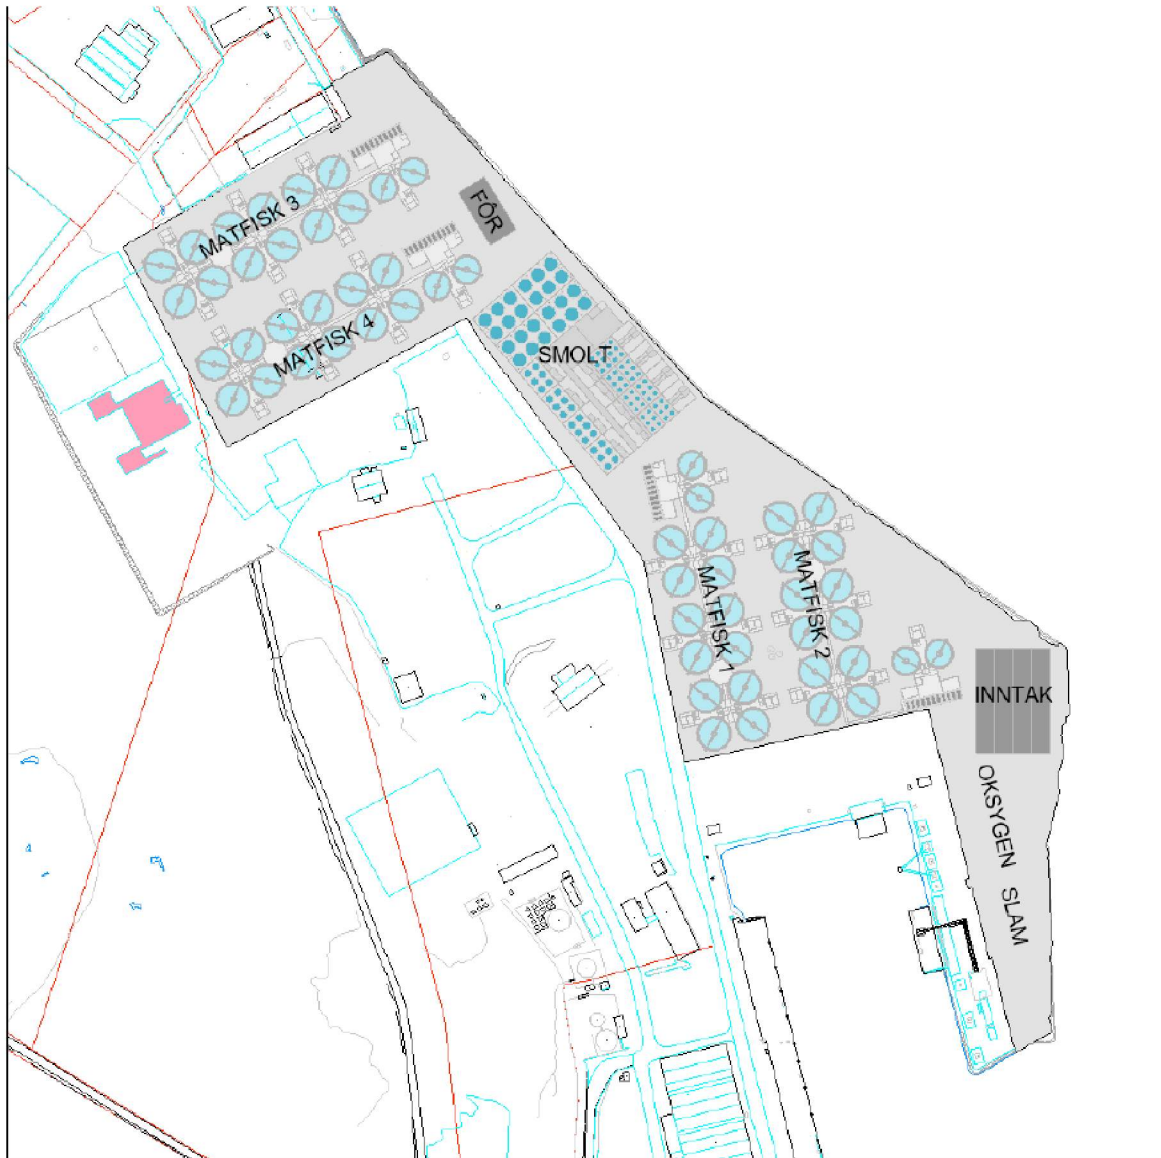 MATFISK 3
FÔR
MATFISK 4
SMOLT
MATFISK 1
MATFISK 2
INNTAK
OKSYGEN SLAM